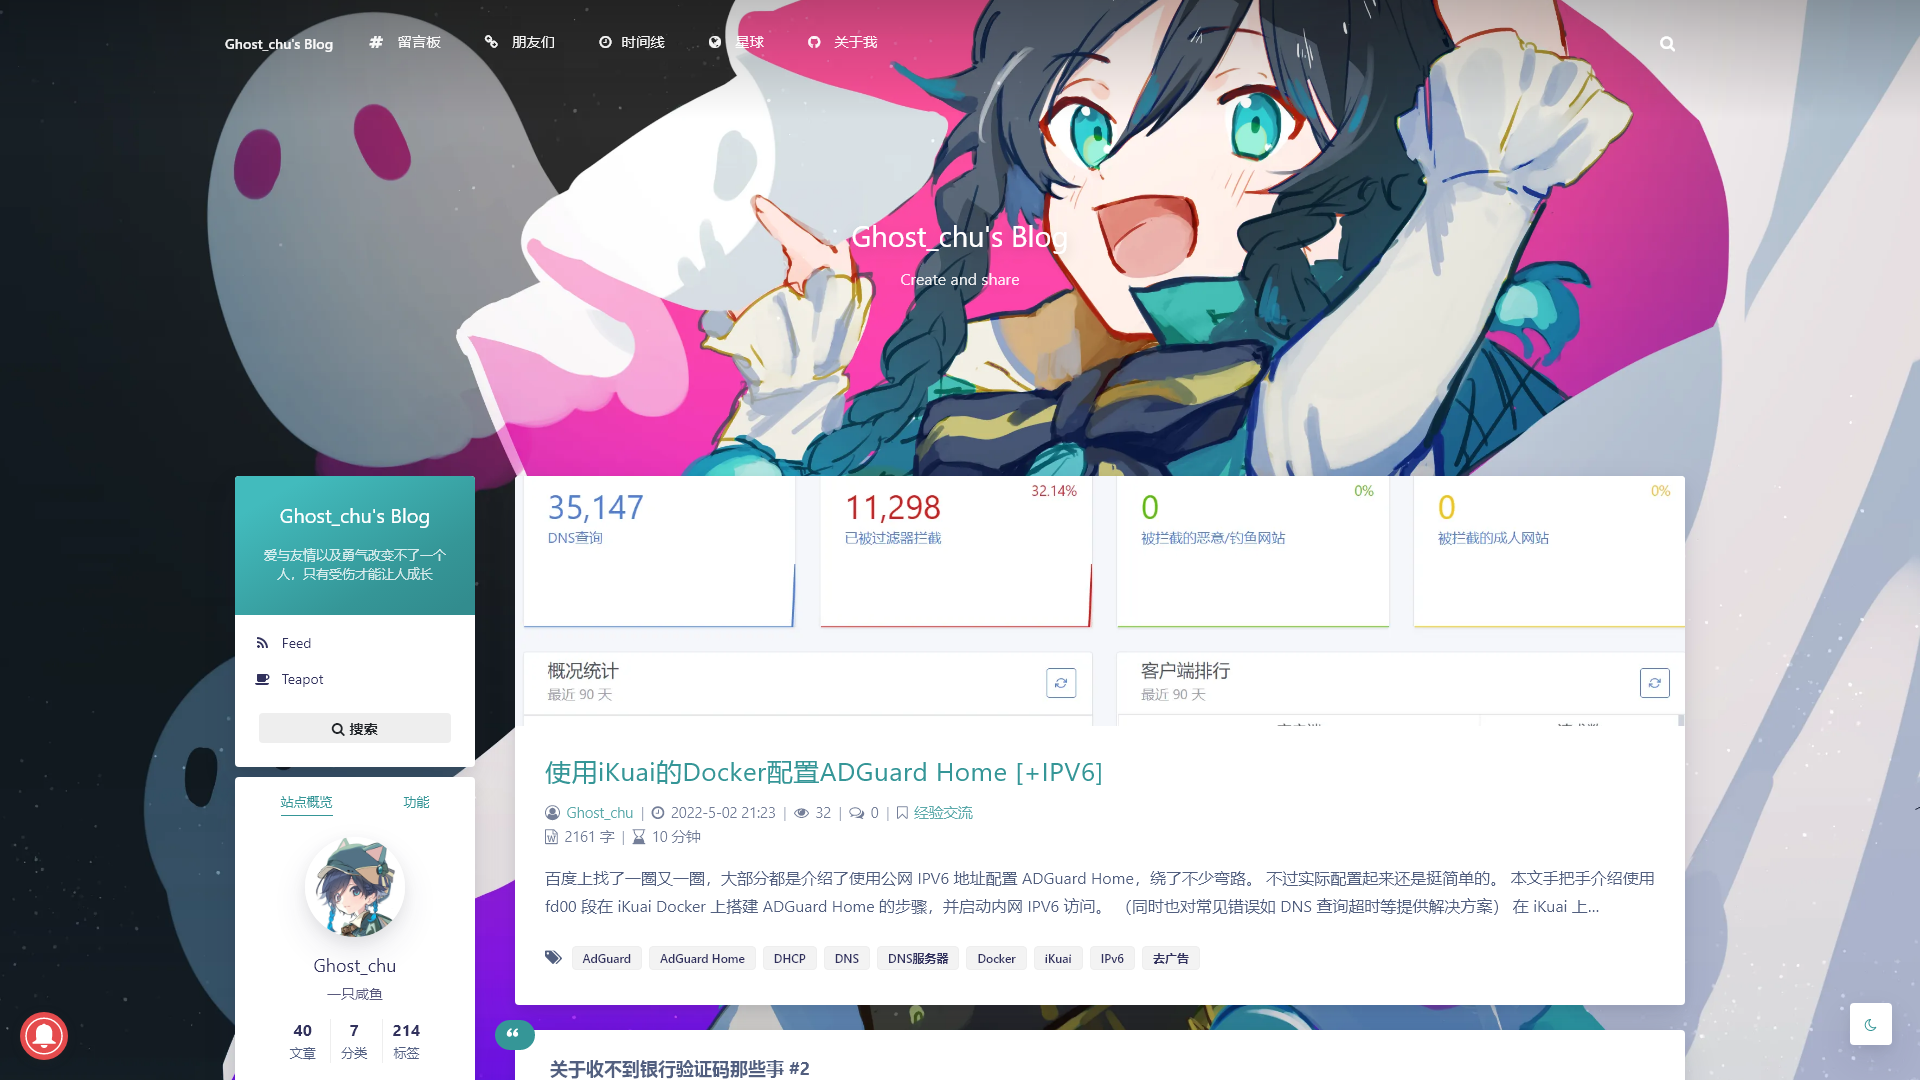 Ghost_chu's Blog
留言板
朋友们
时间线
星球
关于我
Ghost_chu's Blog
Create and share
35,147
DNS查询
11,298
32.14%
已被过滤器拦截
0
0%
被拦截的恶意/钓鱼网站
0
0%
被拦截的成人网站
概况统计
最近 90 天
客户端排行
最近 90 天
Ghost_chu's Blog
爱与友情以及勇气改变不了一个
人，只有受伤才能让人成长
Feed
Teapot
搜索
站点概览
功能
Ghost_chu
一只咸鱼
40
文章
7
分类
214
标签
使用iKuai的Docker配置ADGuard Home [+IPV6]
Ghost_chu | 2022-5-02 21:23 | 32 | 0 | 经验交流
2161 字 | 10 分钟
百度上找了一圈又一圈，大部分都是介绍了使用公网 IPV6 地址配置 ADGuard Home，绕了不少弯路。 不过实际配置起来还是挺简单的。 本文手把手介绍使用
fd00 段在 iKuai Docker 上搭建 ADGuard Home 的步骤，并启动内网 IPV6 访问。 （同时也对常见错误如 DNS 查询超时等提供解决方案） 在 iKuai 上...
AdGuard
AdGuard Home
DHCP
DNS
DNS服务器
Docker
iKuai
IPv6
去广告
关于收不到银行验证码那些事 #2